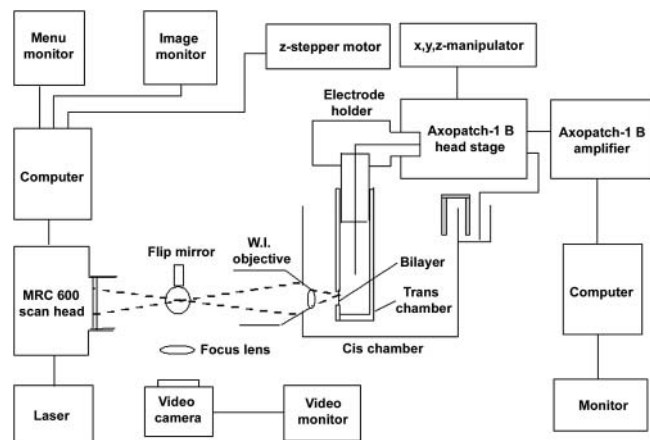 Menu
monitor
Image
monitor
z-stepper motor
x,y,z-manipulator
Electrode
holder
Axopatch-1 B
head stage
Axopatch-1 B
amplifier
Computer
Flip mirror
W.I.
objective
Bilayer
MRC 600
scan head
Trans
chamber
Computer
Focus lens
Cis chamber
Laser
Video
camera
Video
monitor
Monitor